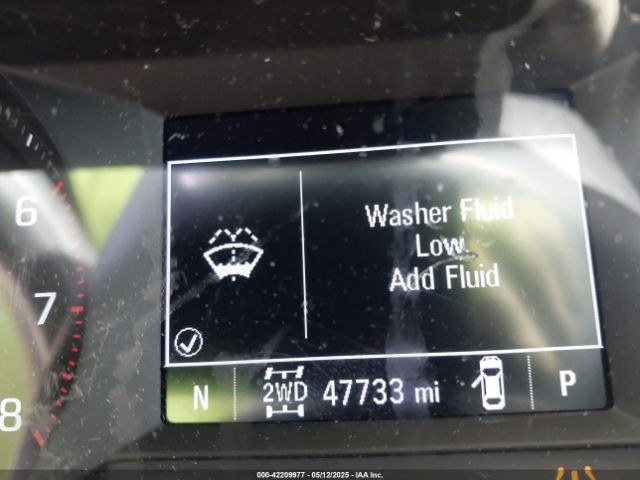 6
7
8
Washer Fluid
Low.
Add Fluid
N 2WD 47733 mi P
000-42209977 - 05/12/2025 - IAA Inc.